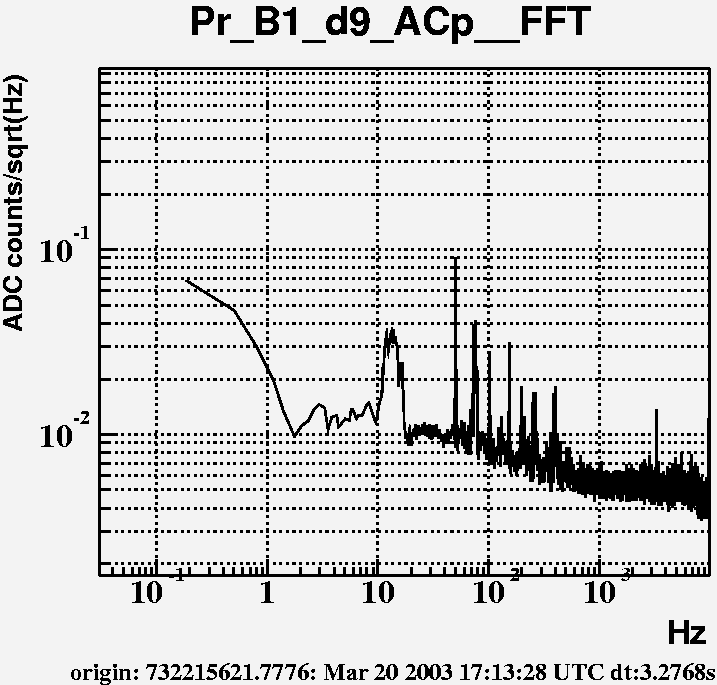 Pr_B1_d9_ACp__FFT
ADC counts/sqrt(Hz)
10^-1
10^-2
10^-1 1 10 10^2 10^3
Hz
origin: 732215621.7776: Mar 20 2003 17:13:28 UTC dt:3.2768s